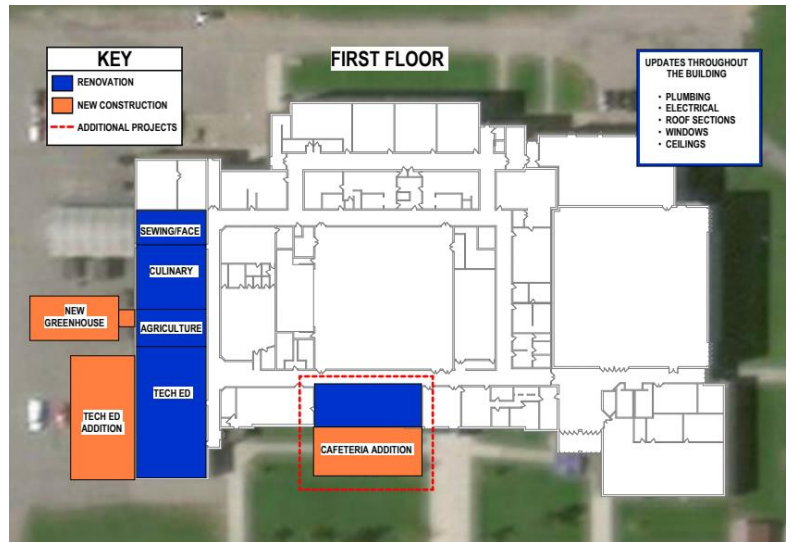 KEY
RENOVATION
NEW CONSTRUCTION
ADDITIONAL PROJECTS
FIRST FLOOR
UPDATES THROUGHOUT
THE BUILDING
• PLUMBING
• ELECTRICAL
• ROOF SECTIONS
• WINDOWS
• CEILINGS
SEWING/FACE
CULINARY
NEW
GREENHOUSE
AGRICULTURE
TECH ED
TECH ED
ADDITION
CAFETERIA ADDITION